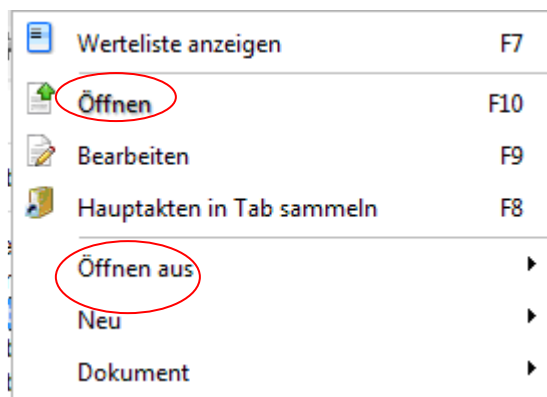 Werteliste anzeigen F7
Öffnen F10
Bearbeiten F9
Hauptakten in Tab sammeln F8
Öffnen aus
Neu
Dokument